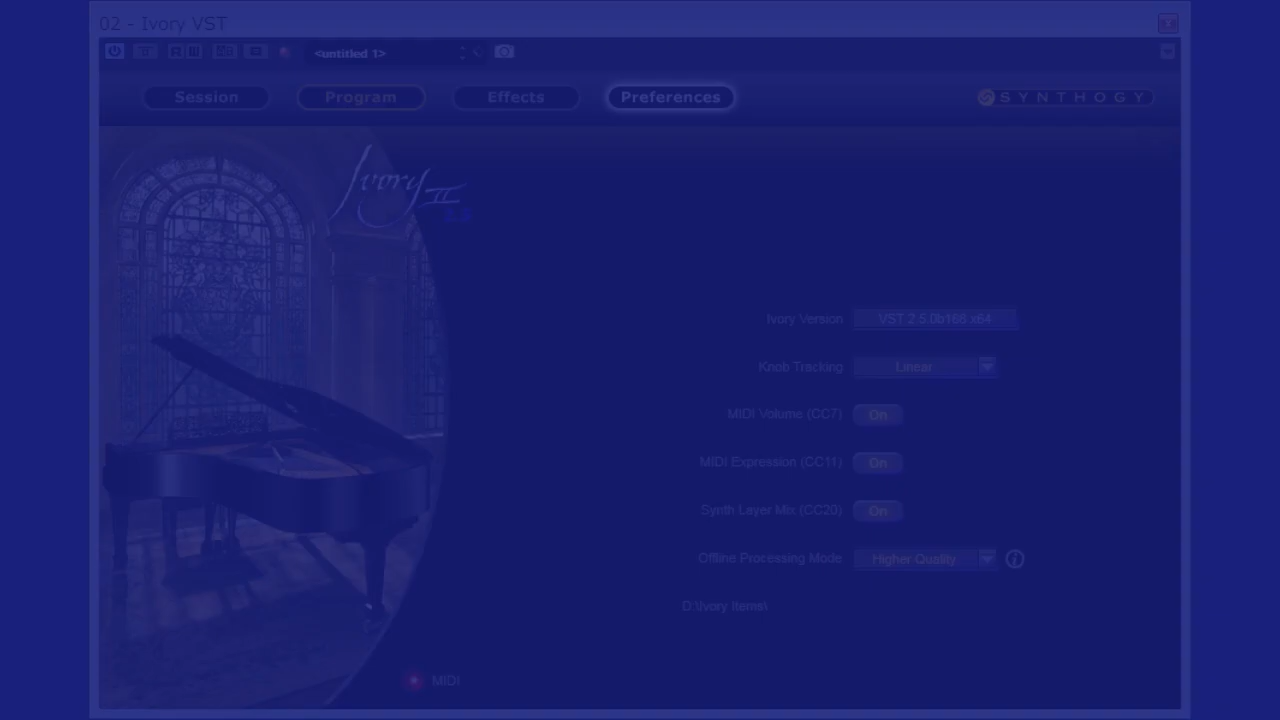 02 - Ivory VST
<untitled 1>
Session Program Effects Preferences SYNTHOGY
Ivory II
Ivory Version VST 2.5.0b166 x64
Knob Tracking Linear
MIDI Volume (CC7) On
MIDI Expression (CC11) On
Synth Layer Mix (CC20) On
Offline Processing Mode Higher Quality
D:\Ivory Items\
MIDI